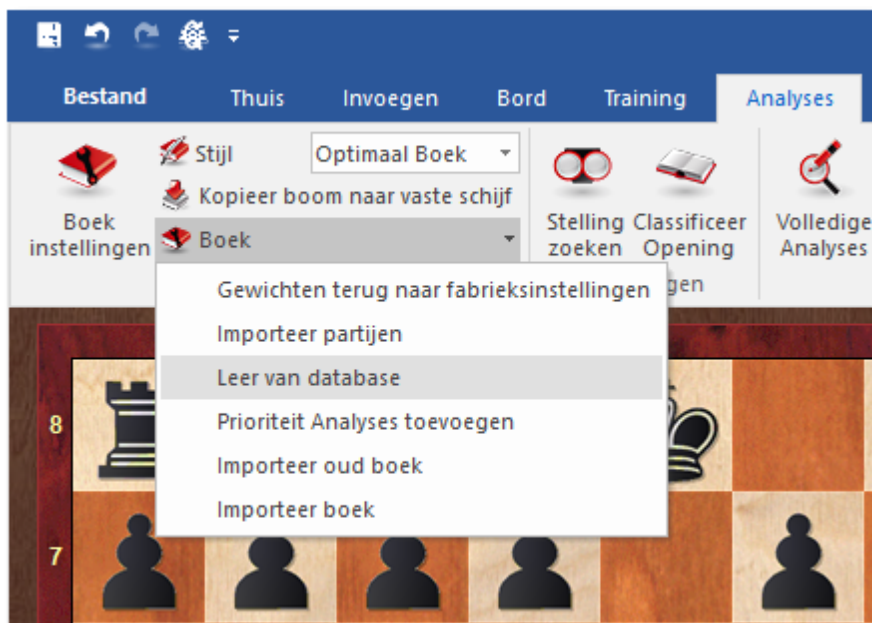 Bestand Thuis Invoegen Bord Training Analyses
Stijl Optimaal Boek
Kopieer boom naar vaste schijf
Boek
Boek
instellingen
Stelling
zoeken
Classificeer
Opening
Volledige
Analyses
Gewichten terug naar fabrieksinstellingen
Importeer partijen
Leer van database
Prioriteit Analyses toevoegen
Importeer oud boek
Importeer boek
8
7